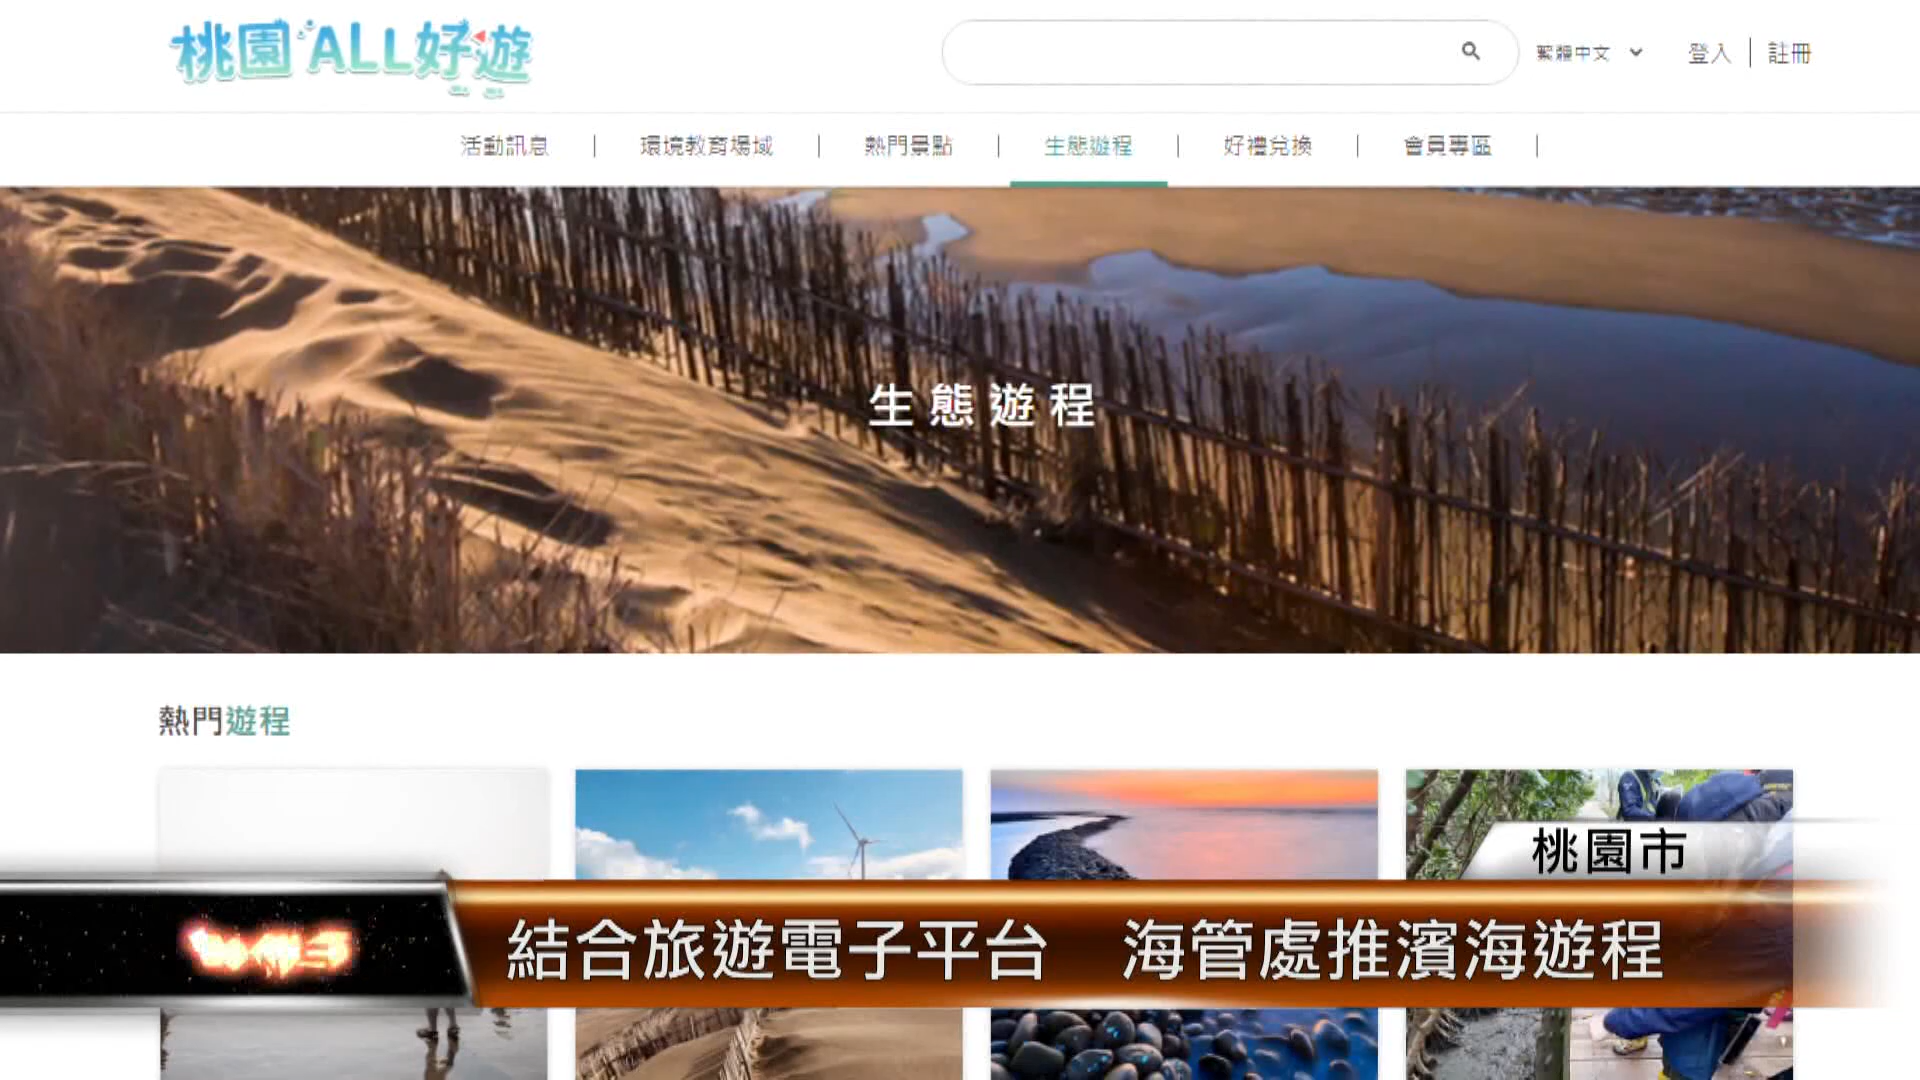 桃園ALL好遊
繁體中文
登入 | 註冊
活動訊息 | 環境教育場域 | 熱門景點 | 生態遊程 | 好禮兌換 | 會員專區 |
生態遊程
熱門遊程
桃園市
結合旅遊電子平台 海管處推濱海遊程